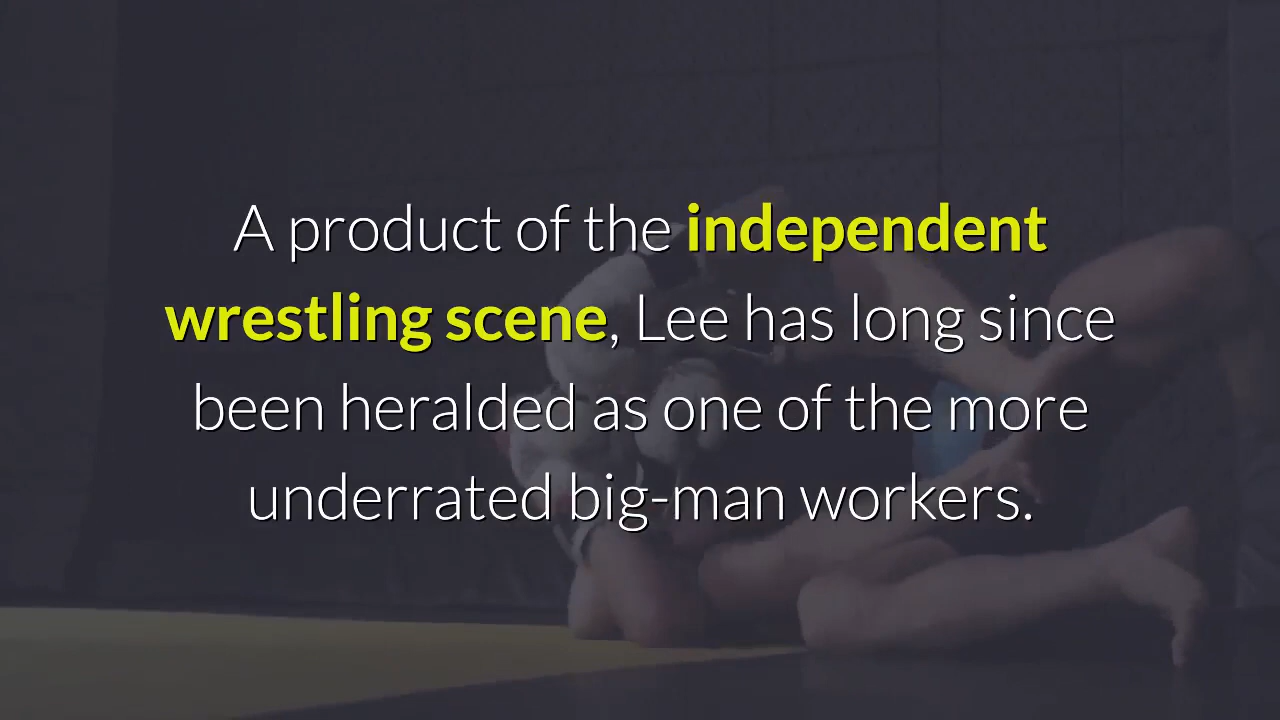 A product of the independent
wrestling scene, Lee has long since
been heralded as one of the more
underrated big-man workers.